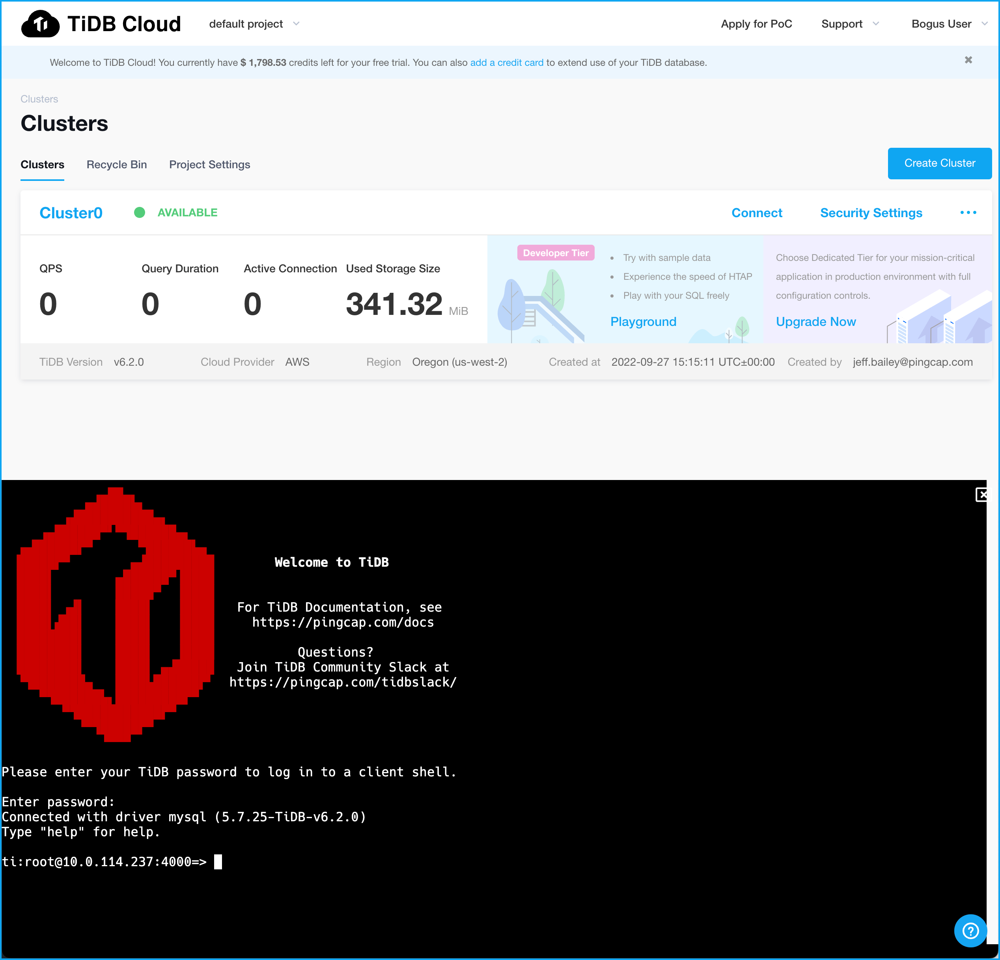 TiDB Cloud default project Apply for PoC Support Bogus User
Welcome to TiDB Cloud! You currently have $ 1,798.53 credits left for your free trial. You can also add a credit card to extend use of your TiDB database.
Clusters
Clusters
Clusters Recycle Bin Project Settings Create Cluster
Cluster0 AVAILABLE Connect Security Settings
QPS Query Duration Active Connection Used Storage Size
0 0 0 341.32 MiB
Developer Tier
• Try with sample data
• Experience the speed of HTAP
• Play with your SQL freely
Playground
Choose Dedicated Tier for your mission-critical
application in production environment with full
configuration controls.
Upgrade Now
TiDB Version v6.2.0 Cloud Provider AWS Region Oregon (us-west-2) Created at 2022-09-27 15:15:11 UTC±00:00 Created by jeff.bailey@pingcap.com
Welcome to TiDB
For TiDB Documentation, see
https://pingcap.com/docs
Questions?
Join TiDB Community Slack at
https://pingcap.com/tidbslack/
Please enter your TiDB password to log in to a client shell.
Enter password:
Connected with driver mysql (5.7.25-TiDB-v6.2.0)
Type "help" for help.
ti:root@10.0.114.237:4000=>